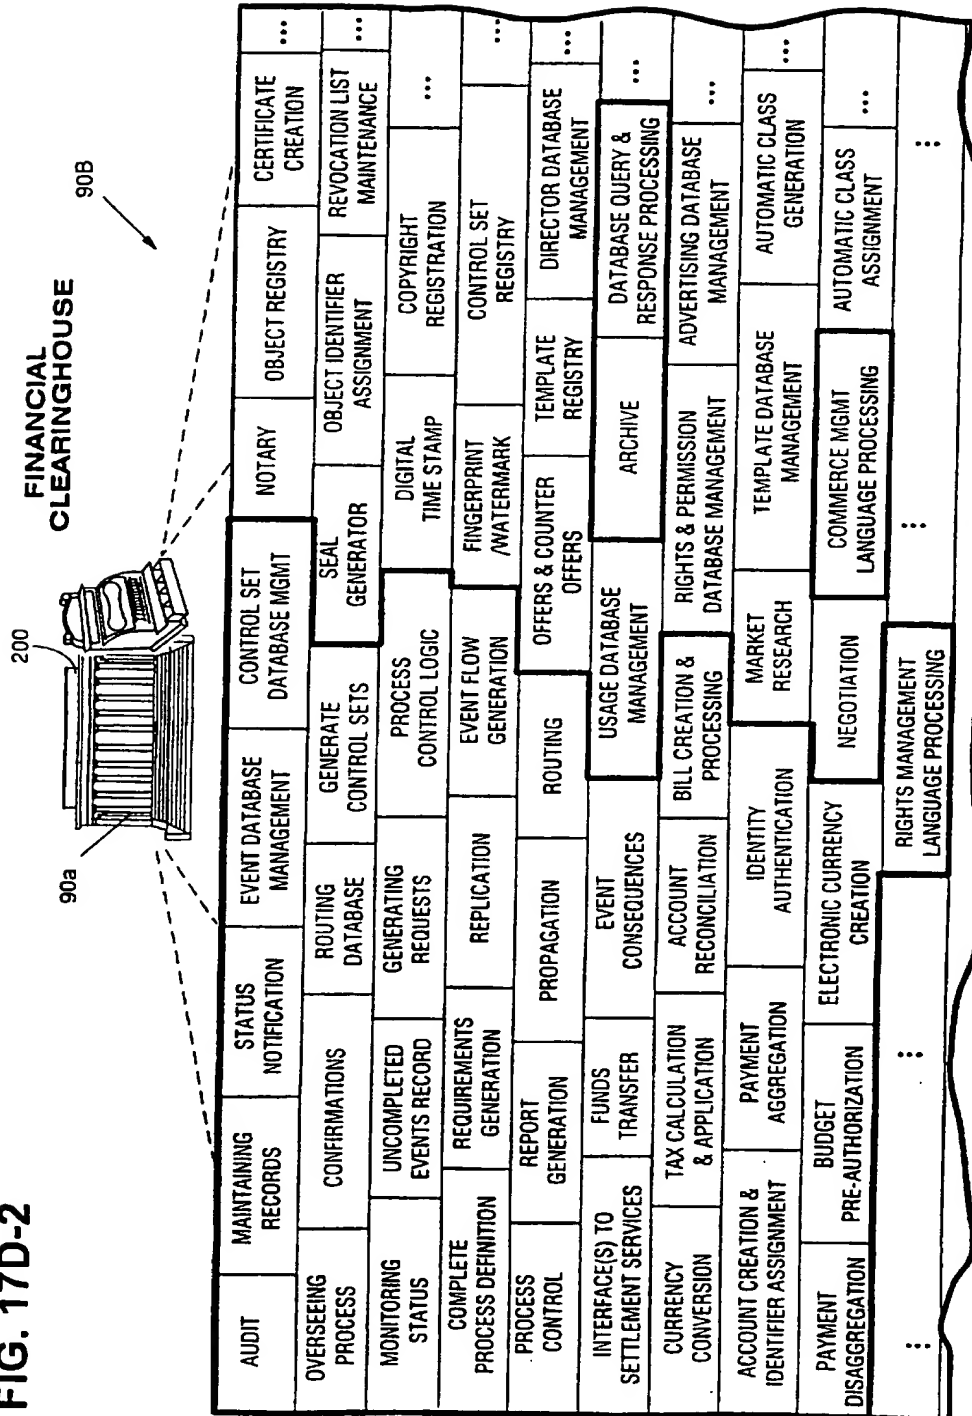 FIG. 17D-2
FINANCIAL
CLEARINGHOUSE
90B
200
90a
AUDIT
MAINTAINING
RECORDS
STATUS
NOTIFICATION
EVENT DATABASE
MANAGEMENT
CONTROL SET
DATABASE MGMT
NOTARY
OBJECT REGISTRY
CERTIFICATE
CREATION
...
OVERSEEING
PROCESS
CONFIRMATIONS
ROUTING
DATABASE
GENERATE
CONTROL SETS
SEAL
GENERATOR
OBJECT IDENTIFIER
ASSIGNMENT
REVOCATION LIST
MAINTENANCE
...
MONITORING
STATUS
UNCOMPLETED
EVENTS RECORD
GENERATING
REQUESTS
PROCESS
CONTROL LOGIC
DIGITAL
TIME STAMP
COPYRIGHT
REGISTRATION
...
COMPLETE
PROCESS DEFINITION
REQUIREMENTS
GENERATION
REPLICATION
EVENT FLOW
GENERATION
FINGERPRINT
/WATERMARK
CONTROL SET
REGISTRY
...
PROCESS
CONTROL
REPORT
GENERATION
PROPAGATION
ROUTING
OFFERS & COUNTER
OFFERS
TEMPLATE
REGISTRY
DIRECTOR DATABASE
MANAGEMENT
...
INTERFACE(S) TO
SETTLEMENT SERVICES
FUNDS
TRANSFER
EVENT
CONSEQUENCES
USAGE DATABASE
MANAGEMENT
ARCHIVE
DATABASE QUERY &
RESPONSE PROCESSING
...
CURRENCY
CONVERSION
TAX CALCULATION
& APPLICATION
ACCOUNT
RECONCILIATION
BILL CREATION &
PROCESSING
RIGHTS & PERMISSION
DATABASE MANAGEMENT
ADVERTISING DATABASE
MANAGEMENT
...
ACCOUNT CREATION &
IDENTIFIER ASSIGNMENT
PAYMENT
AGGREGATION
IDENTITY
AUTHENTICATION
MARKET
RESEARCH
TEMPLATE DATABASE
MANAGEMENT
AUTOMATIC CLASS
GENERATION
...
PAYMENT
DISAGGREGATION
BUDGET
PRE-AUTHORIZATION
ELECTRONIC CURRENCY
CREATION
NEGOTIATION
COMMERCE MGMT
LANGUAGE PROCESSING
AUTOMATIC CLASS
ASSIGNMENT
...
...
...
RIGHTS MANAGEMENT
LANGUAGE PROCESSING
...
...